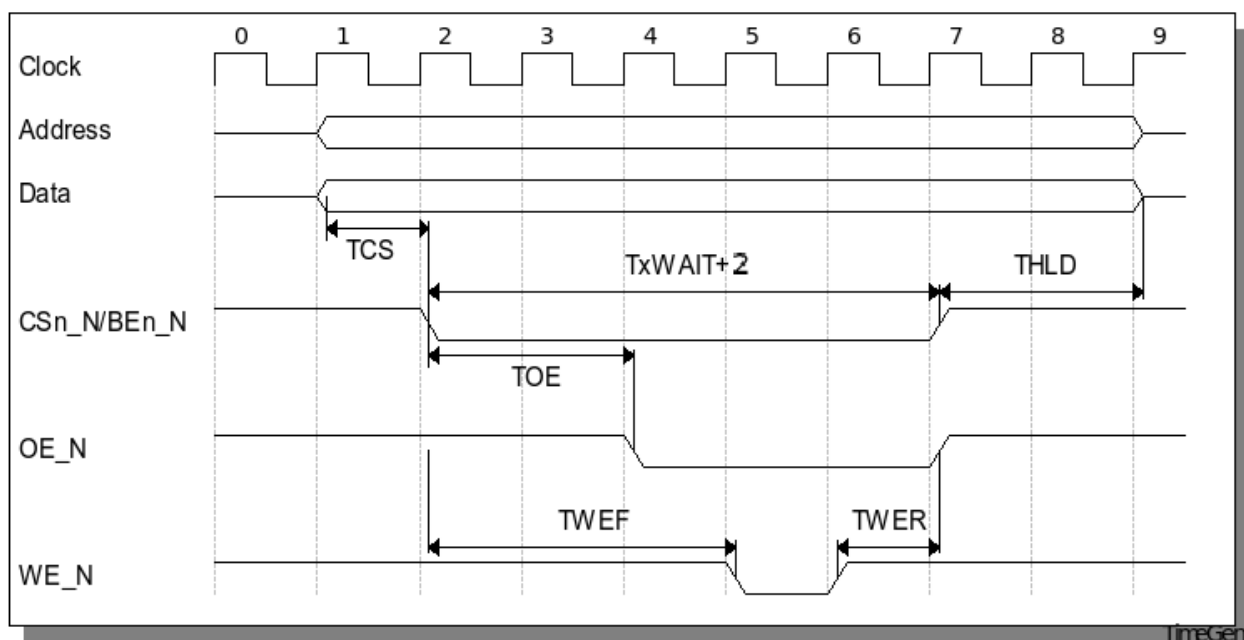 0 1 2 3 4 5 6 7 8 9
Clock
Address
Data
TCS
TxWAIT+2
THLD
CSn_N/BEn_N
TOE
OE_N
TWEF
TWER
WE_N
TimeGen